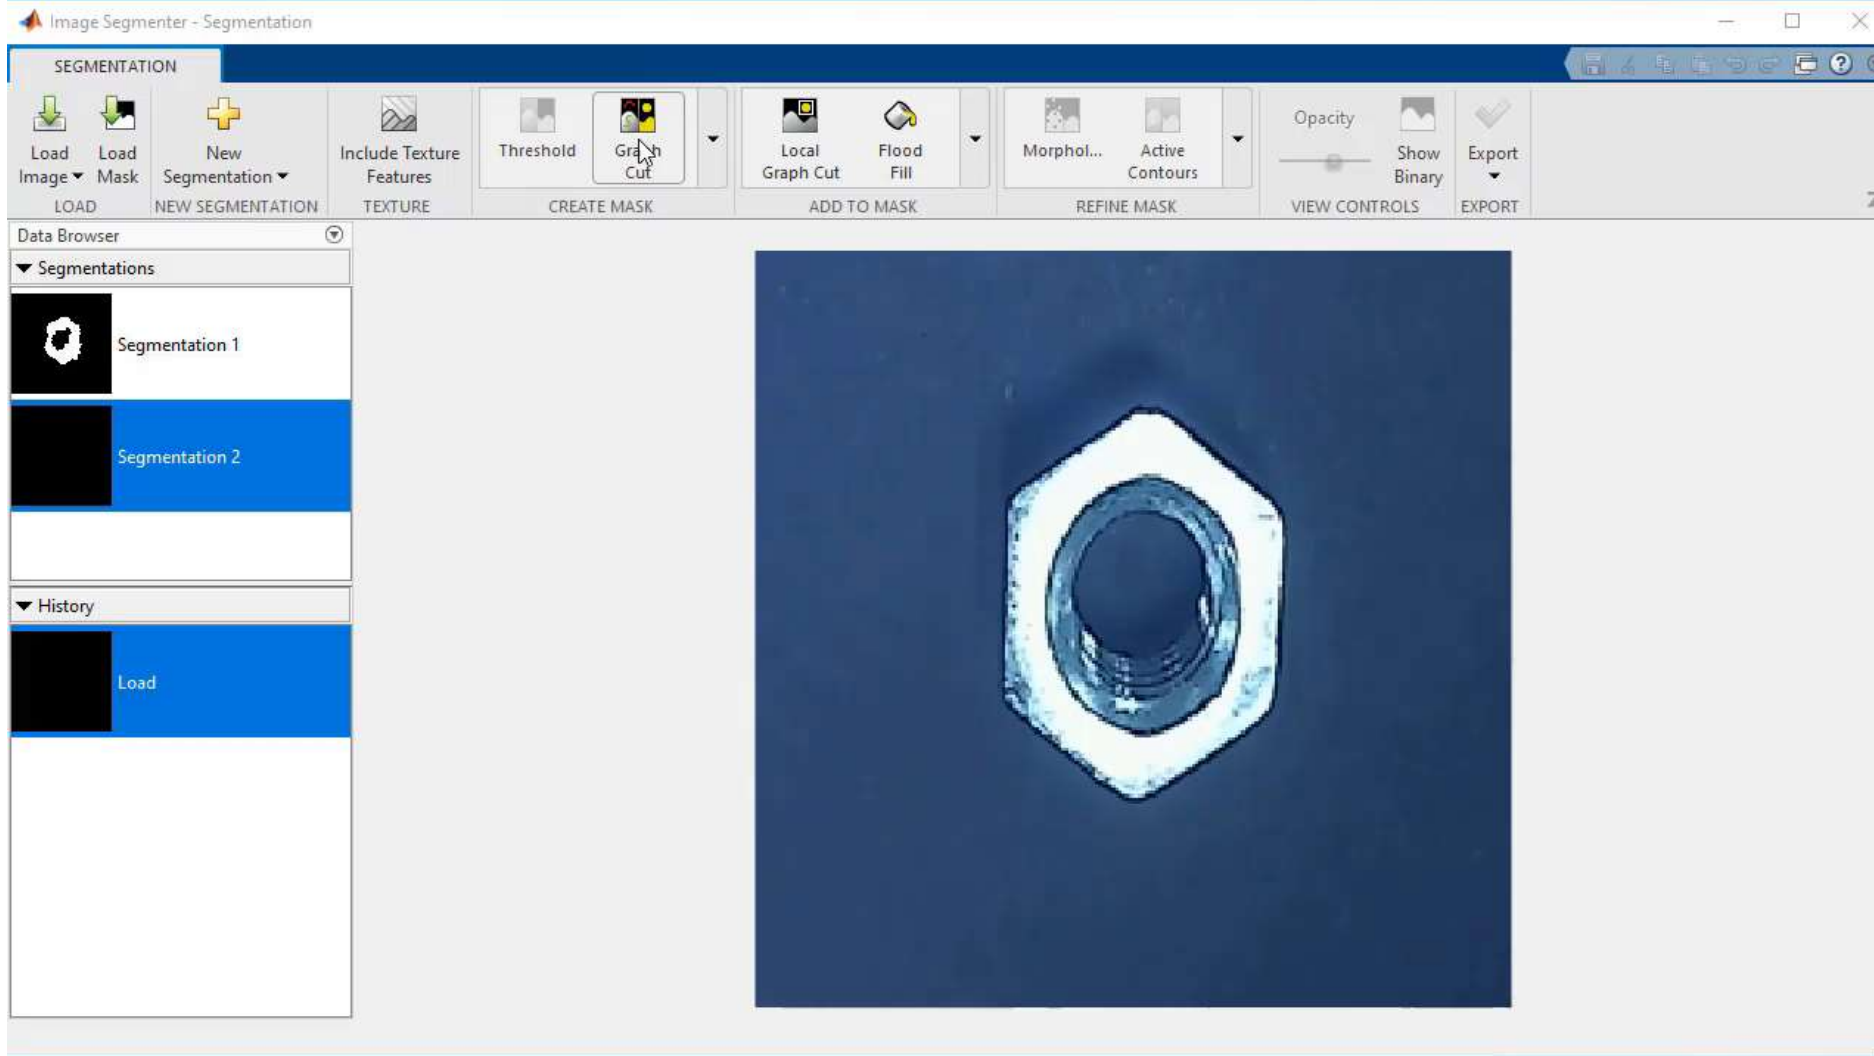 Image Segmenter - Segmentation
SEGMENTATION
Load Image
Load Mask
New Segmentation
Include Texture Features
Threshold
Graph Cut
Local Graph Cut
Flood Fill
Morphol...
Active Contours
Opacity
Show Binary
Export
LOAD
NEW SEGMENTATION
TEXTURE
CREATE MASK
ADD TO MASK
REFINE MASK
VIEW CONTROLS
EXPORT
Data Browser
Segmentations
Segmentation 1
Segmentation 2
History
Load